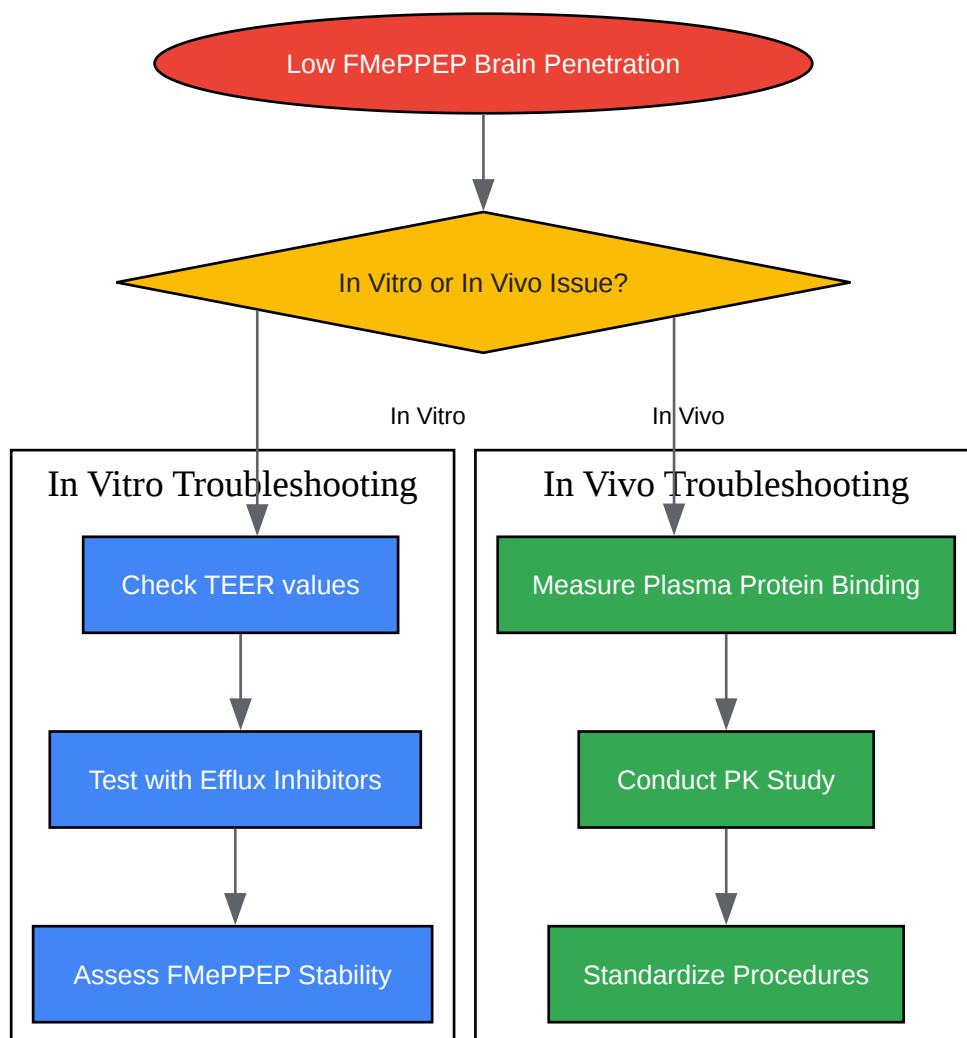 Low FMePPEP Brain Penetration
In Vitro or In Vivo Issue?
In Vitro
In Vivo
In Vitro Troubleshooting
Check TEER values
Test with Efflux Inhibitors
Assess FMePPEP Stability
In Vivo Troubleshooting
Measure Plasma Protein Binding
Conduct PK Study
Standardize Procedures